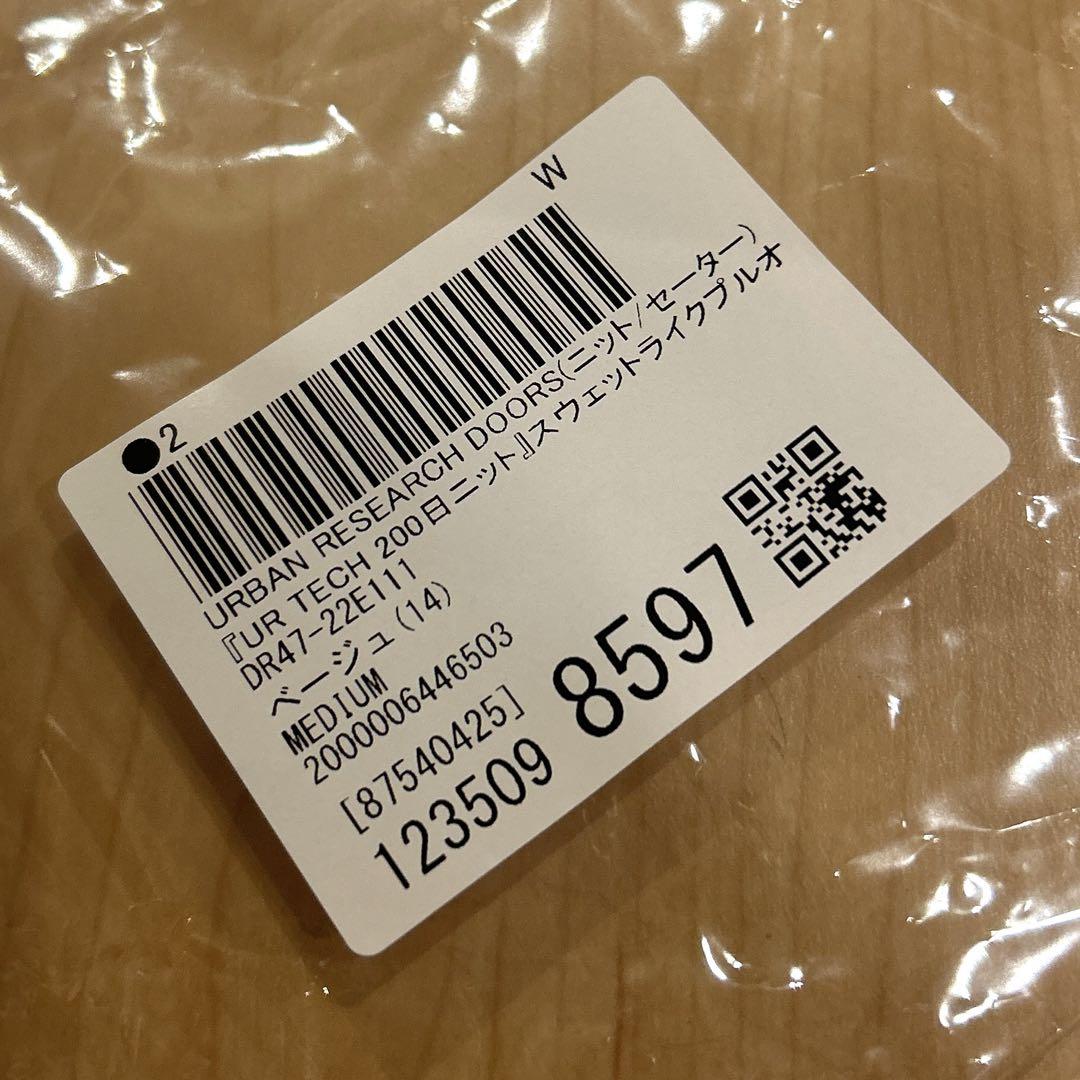 W
●2
URBAN RESEARCH DOORS(ニット/セーター)
『UR TECH 200日ニット』スウェットライクプルオ
DR47-22E111
ベージュ(14)
MEDIUM
2000006446503
[87540425]
123509 8597